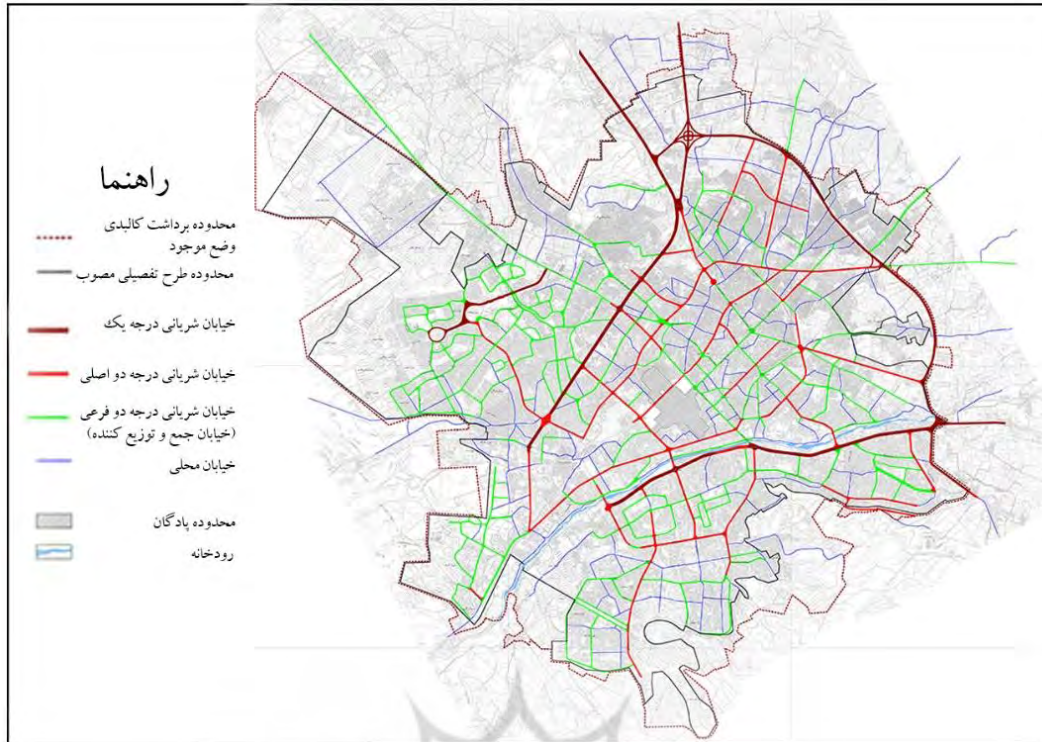 راهنما
محدوده برداشت کالبدی
وضع موجود
محدوده طرح تفصیلی مصوب
خیابان شریانی درجه یک
خیابان شریانی درجه دو اصلی
خیابان شریانی درجه دو فرعی
(خیابان جمع و توزیع کننده)
خیابان محلی
محدوده پادگان
رودخانه